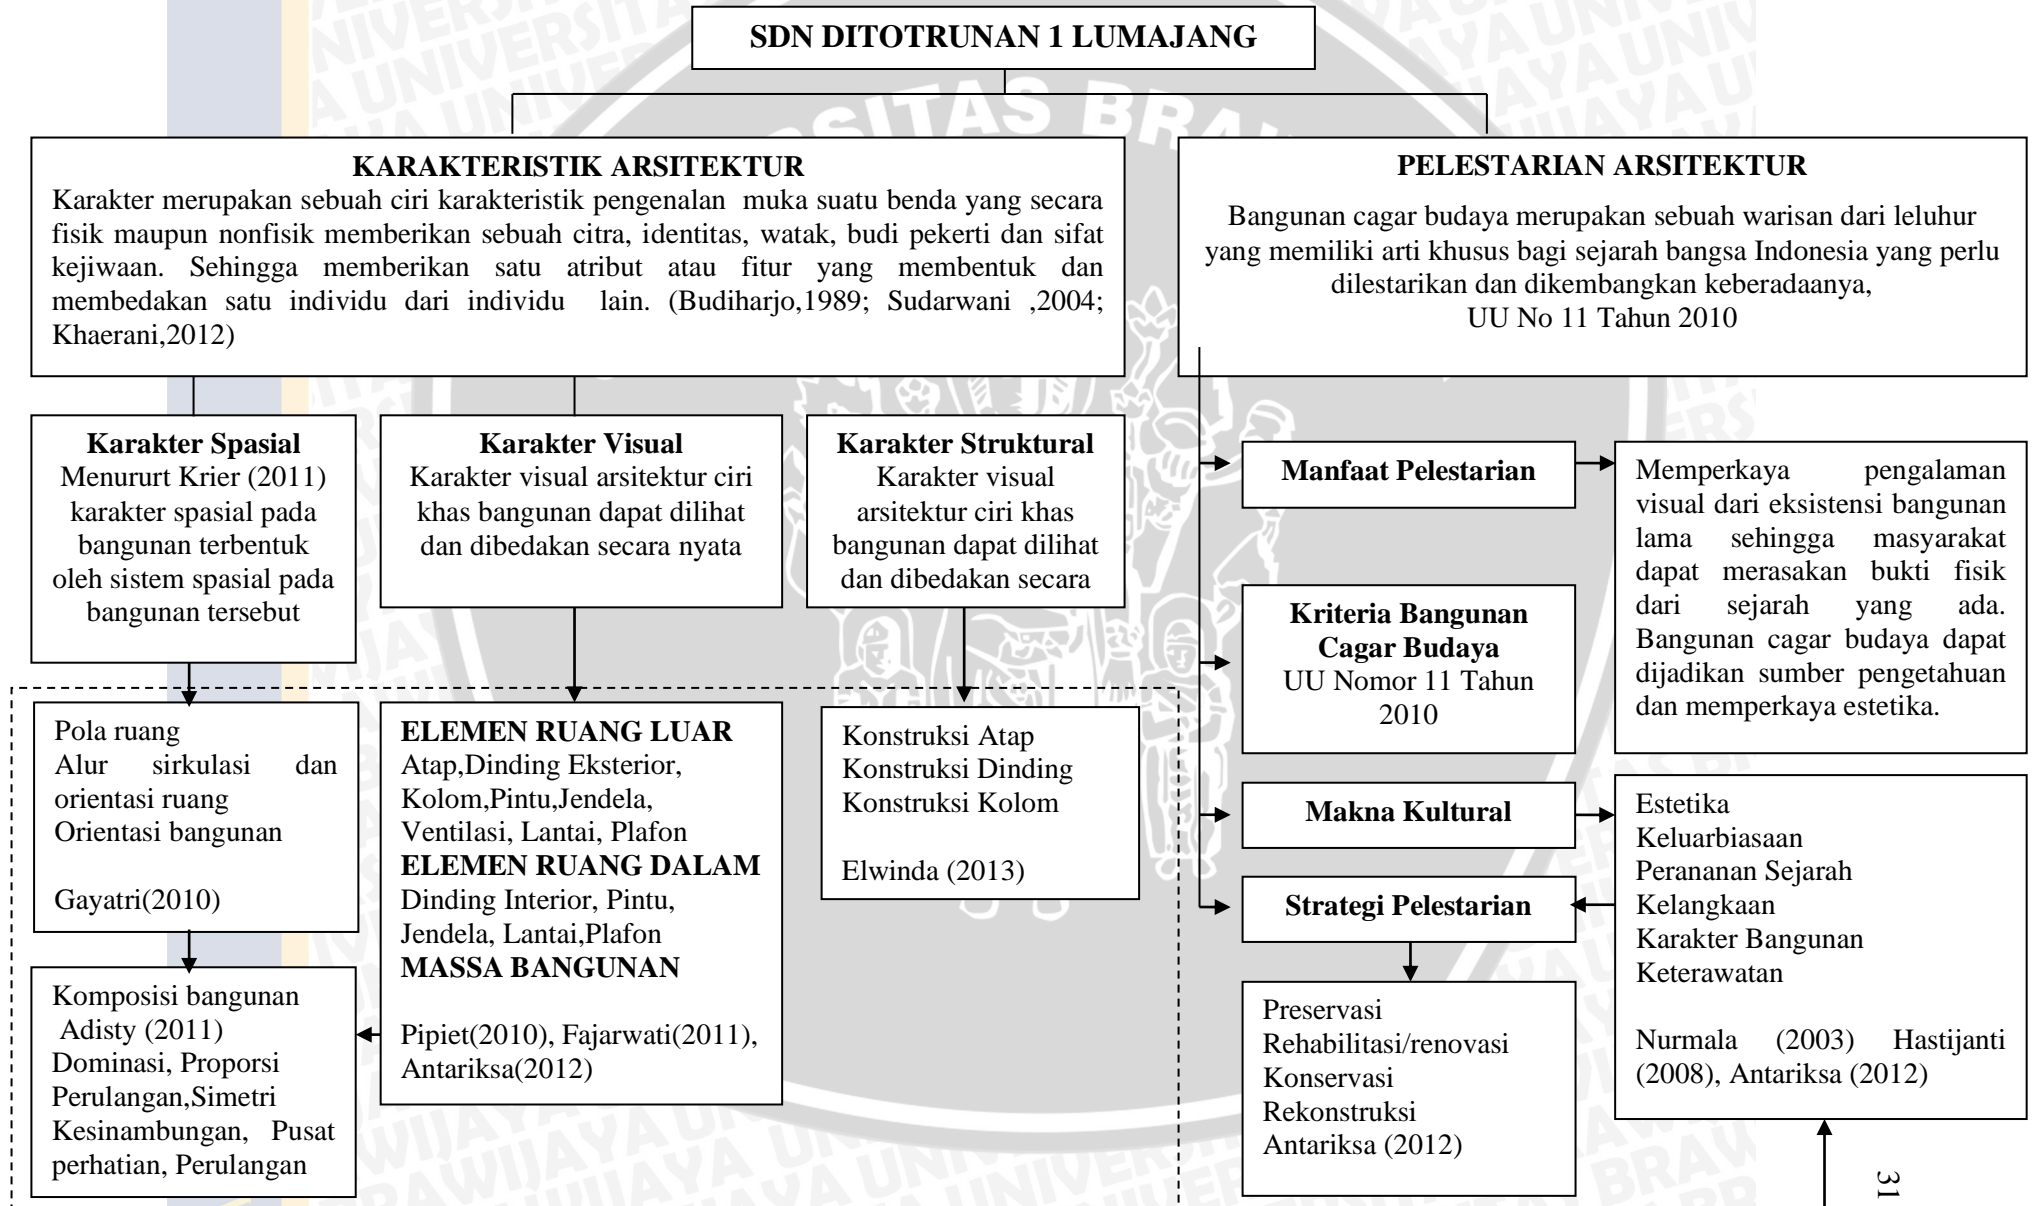 SDN DITOTRUNAN 1 LUMAJANG
KARAKTERISTIK ARSITEKTUR
Karakter merupakan sebuah ciri karakteristik pengenalan muka suatu benda yang secara
fisik maupun nonfisik memberikan sebuah citra, identitas, watak, budi pekerti dan sifat
kejiwaan. Sehingga memberikan satu atribut atau fitur yang membentuk dan
membedakan satu individu dari individu lain. (Budiharjo,1989; Sudarwani ,2004;
Khaerani,2012)
PELESTARIAN ARSITEKTUR
Bangunan cagar budaya merupakan sebuah warisan dari leluhur
yang memiliki arti khusus bagi sejarah bangsa Indonesia yang perlu
dilestarikan dan dikembangkan keberadaanya,
UU No 11 Tahun 2010
Karakter Spasial
Menururt Krier (2011)
karakter spasial pada
bangunan terbentuk
oleh sistem spasial pada
bangunan tersebut
Karakter Visual
Karakter visual arsitektur ciri
khas bangunan dapat dilihat
dan dibedakan secara nyata
Karakter Struktural
Karakter visual
arsitektur ciri khas
bangunan dapat dilihat
dan dibedakan secara
Pola ruang
Alur sirkulasi dan
orientasi ruang
Orientasi bangunan
Gayatri(2010)
ELEMEN RUANG LUAR
Atap,Dinding Eksterior,
Kolom,Pintu,Jendela,
Ventilasi, Lantai, Plafon
ELEMEN RUANG DALAM
Dinding Interior, Pintu,
Jendela, Lantai,Plafon
MASSA BANGUNAN
Pipiet(2010), Fajarwati(2011),
Antariksa(2012)
Konstruksi Atap
Konstruksi Dinding
Konstruksi Kolom
Elwinda (2013)
Komposisi bangunan
Adisty (2011)
Dominasi, Proporsi
Perulangan,Simetri
Kesinambungan, Pusat
perhatian, Perulangan
Manfaat Pelestarian
Memperkaya pengalaman
visual dari eksistensi bangunan
lama sehingga masyarakat
dapat merasakan bukti fisik
dari sejarah yang ada.
Bangunan cagar budaya dapat
dijadikan sumber pengetahuan
dan memperkaya estetika.
Kriteria Bangunan
Cagar Budaya
UU Nomor 11 Tahun
2010
Makna Kultural
Estetika
Keluarbiasaan
Perananan Sejarah
Kelangkaan
Karakter Bangunan
Keterawatan
Nurmala (2003) Hastijanti
(2008), Antariksa (2012)
Strategi Pelestarian
Preservasi
Rehabilitasi/renovasi
Konservasi
Rekonstruksi
Antariksa (2012)
31